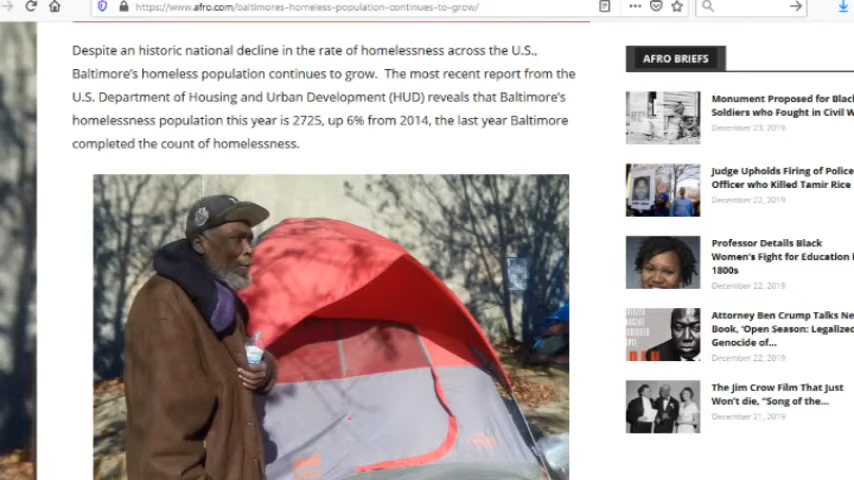 https://www.afro.com/baltimores-homeless-population-continues-to-grow/
Despite an historic national decline in the rate of homelessness across the U.S.,
Baltimore's homeless population continues to grow. The most recent report from the
U.S. Department of Housing and Urban Development (HUD) reveals that Baltimore's
homelessness population this year is 2725, up 6% from 2014, the last year Baltimore
completed the count of homelessness.
AFRO BRIEFS
Monument Proposed for Blac
Soldiers who Fought in Civil W
December 23, 2019
Judge Upholds Firing of Police
Officer who Killed Tamir Rice
December 22, 2019
Professor Details Black
Women's Fight for Education i
1800s
December 22, 2019
Attorney Ben Crump Talks Ne
Book, 'Open Season: Legalized
Genocide of...
December 22, 2019
The Jim Crow Film That Just
Won't die, "Song of the...
December 21, 2019